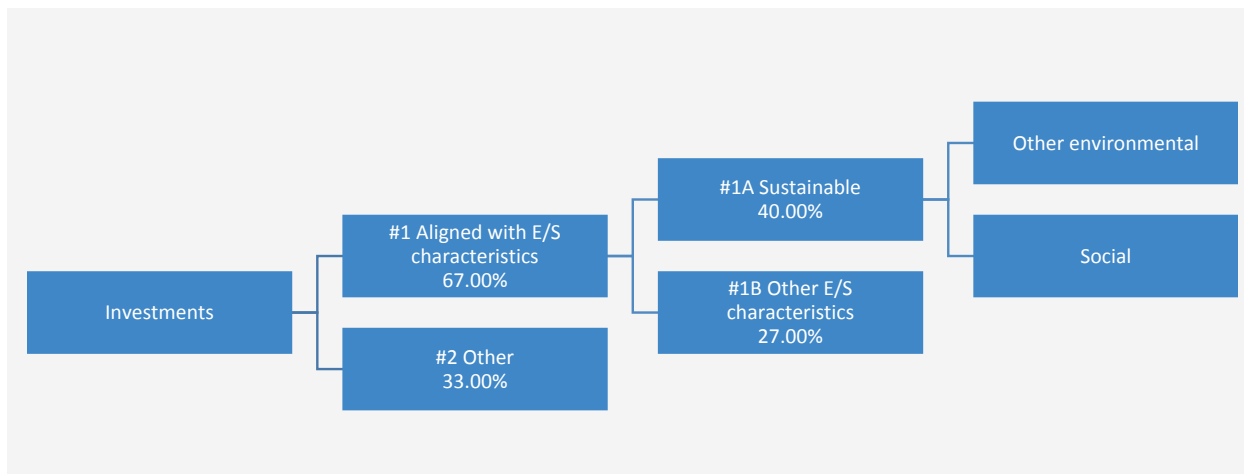 Investments
#1 Aligned with E/S
characteristics
67.00%
#2 Other
33.00%
#1A Sustainable
40.00%
#1B Other E/S
characteristics
27.00%
Other environmental
Social